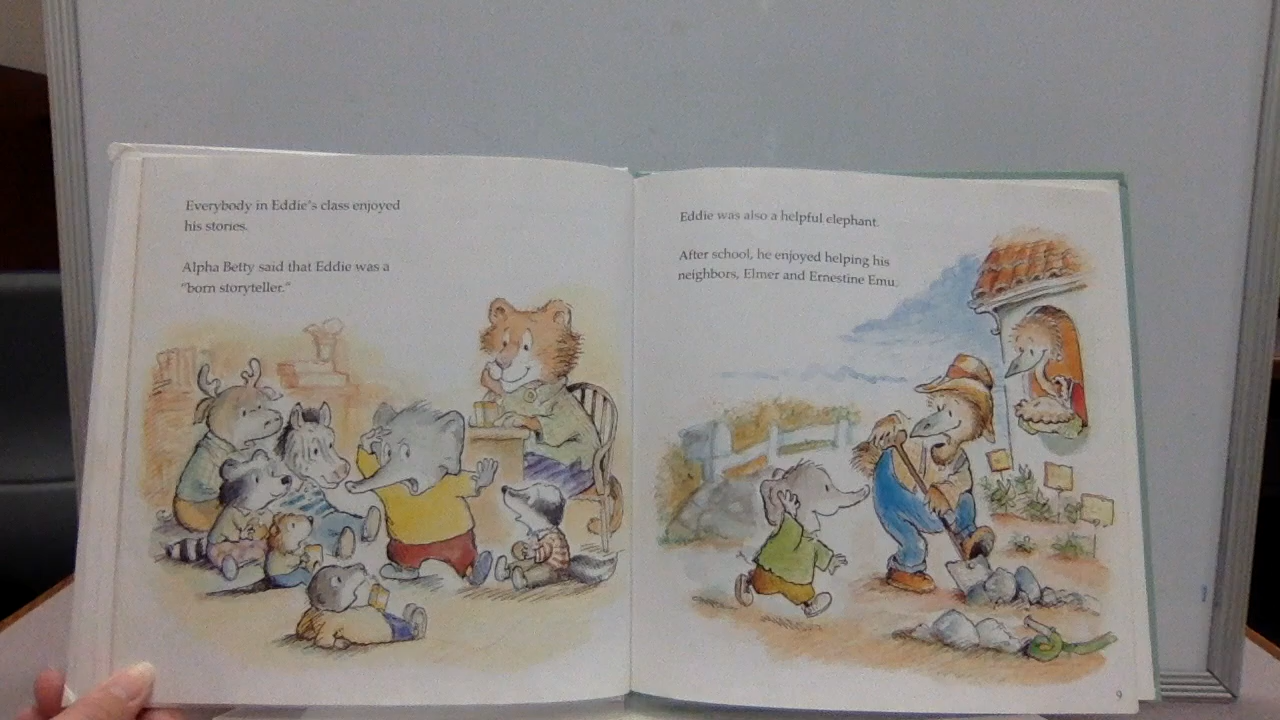 Everybody in Eddie's class enjoyed
his stories.
Alpha Betty said that Eddie was a
"born storyteller."
Eddie was also a helpful elephant.
After school, he enjoyed helping his
neighbors, Elmer and Ernestine Emu.
9